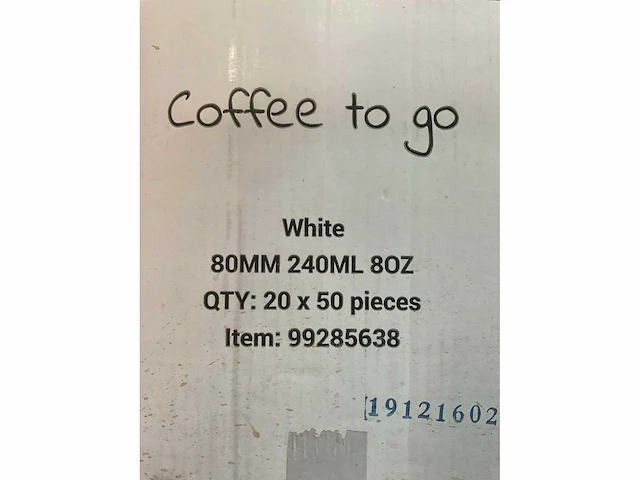 Coffee to go
White
80MM 240ML 8OZ
QTY: 20 x 50 pieces
Item: 99285638
19121602